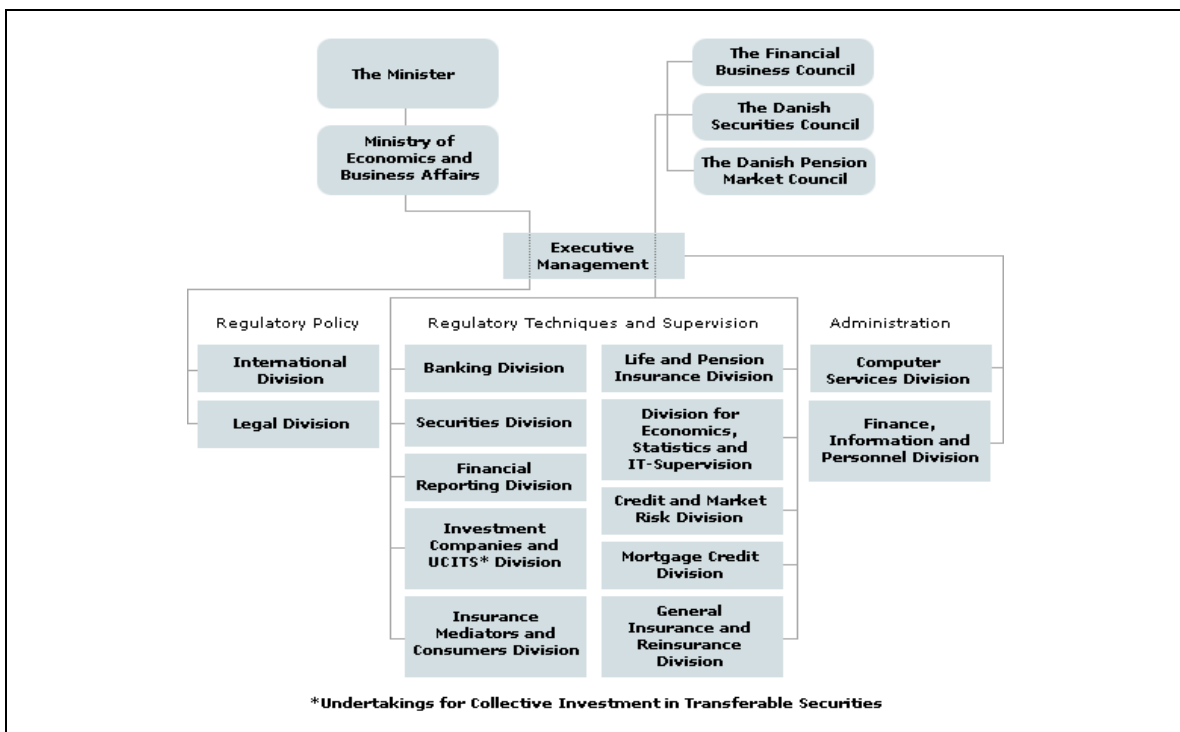 The Minister
Ministry of
Economics and
Business Affairs
The Financial
Business Council
The Danish
Securities Council
The Danish Pension
Market Council
Executive
Management
Regulatory Policy
International
Division
Legal Division
Regulatory Techniques and Supervision
Banking Division
Securities Division
Financial
Reporting Division
Investment
Companies and
UCITS* Division
Insurance
Mediators and
Consumers Division
Life and Pension
Insurance Division
Division for
Economics,
Statistics and
IT-Supervision
Credit and Market
Risk Division
Mortgage Credit
Division
General
Insurance and
Reinsurance
Division
Administration
Computer
Services Division
Finance,
Information and
Personnel Division
*Undertakings for Collective Investment in Transferable Securities